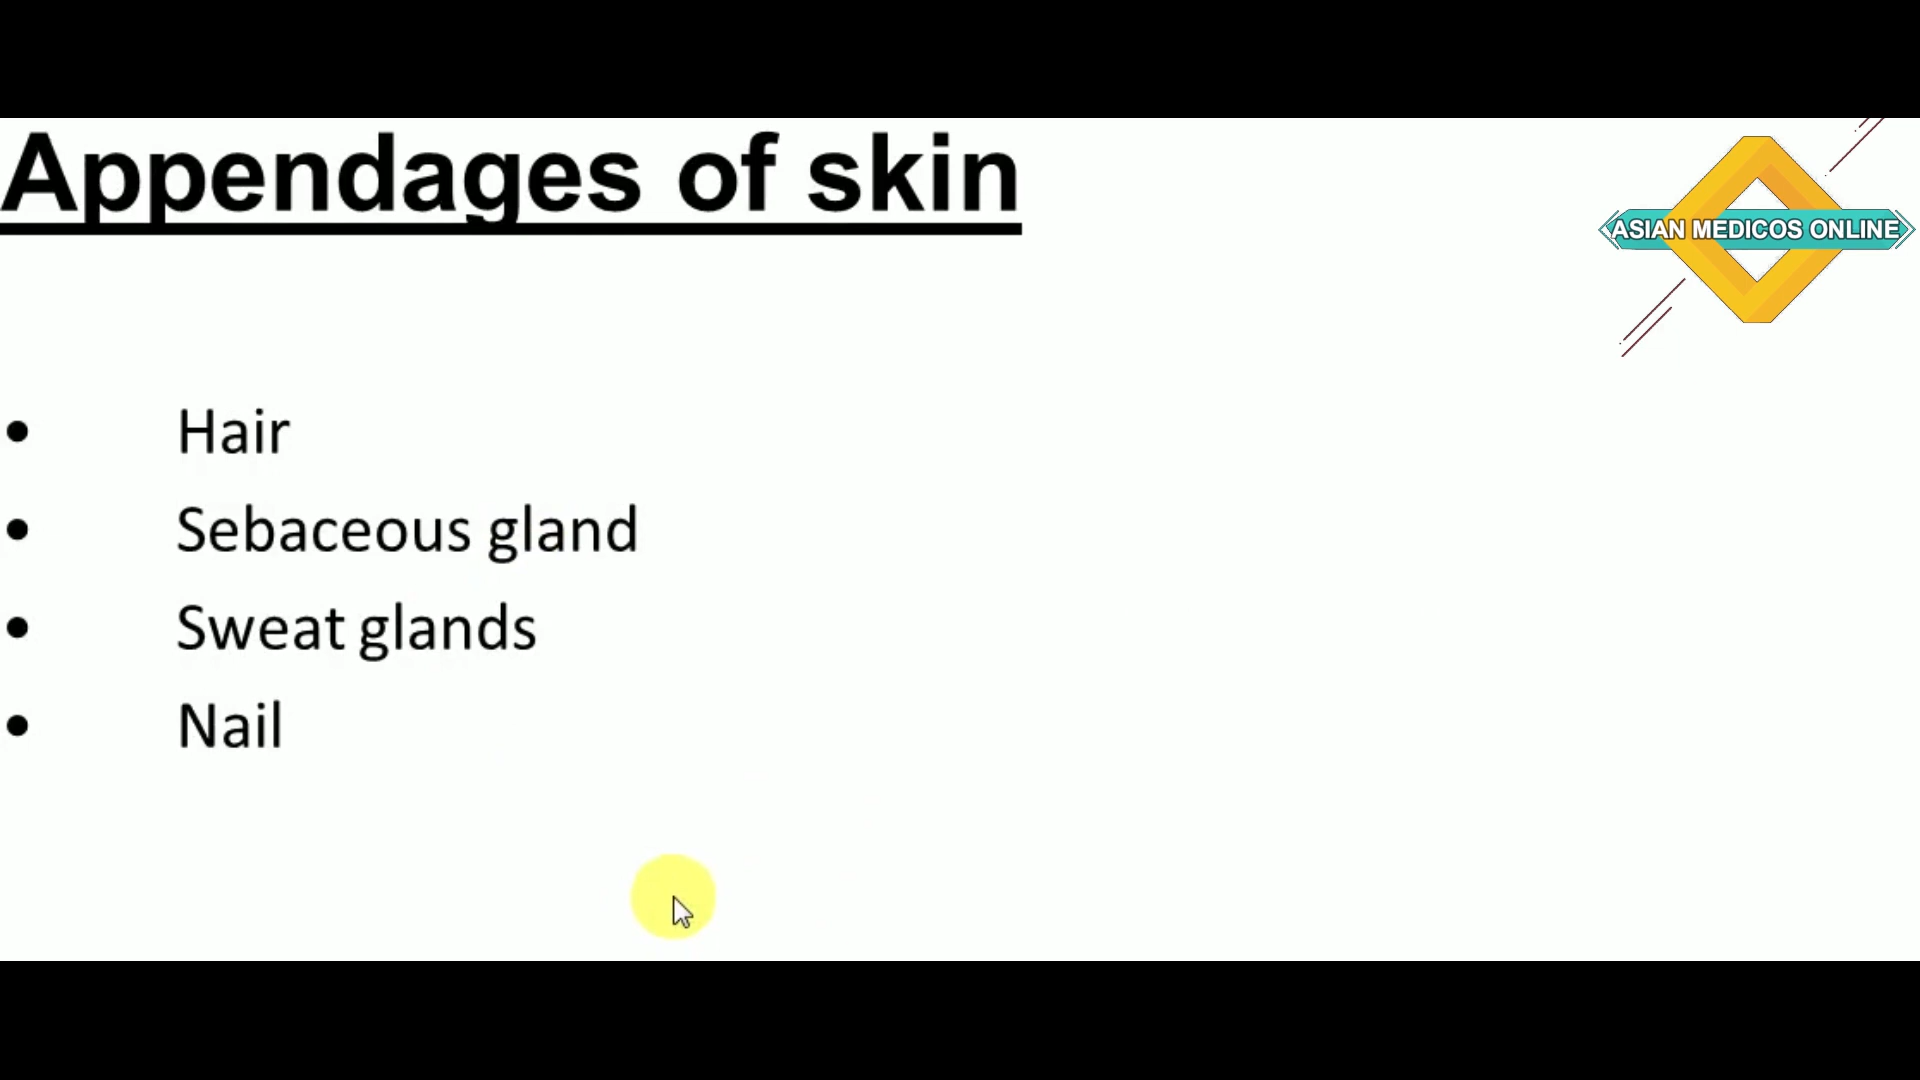 Appendages of skin
ASIAN MEDICOS ONLINE
• Hair
• Sebaceous gland
• Sweat glands
• Nail